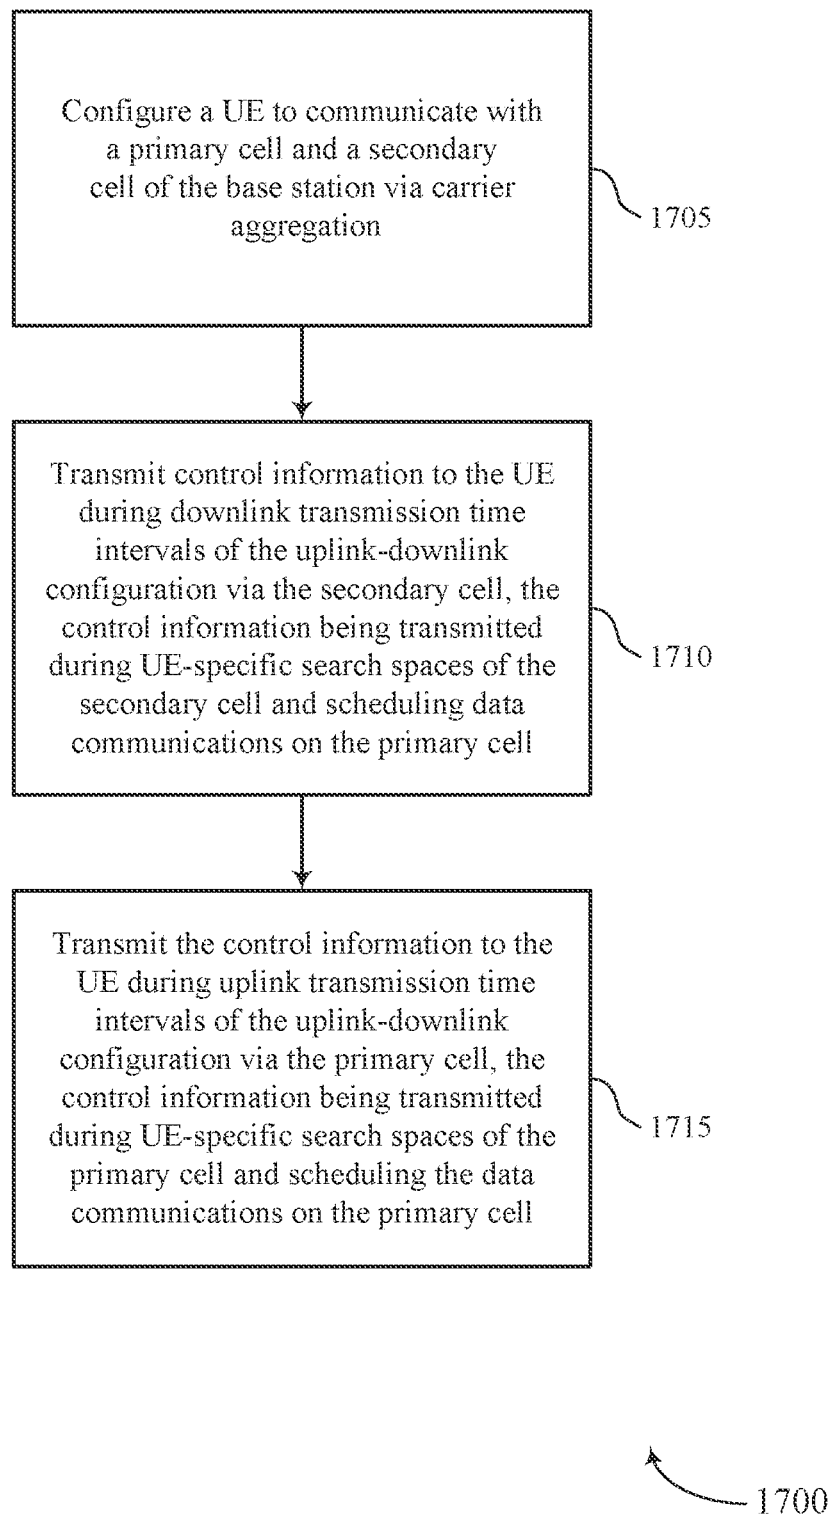 Configure a UE to communicate with
a primary cell and a secondary
cell of the base station via carrier
aggregation
1705
Transmit control information to the UE
during downlink transmission time
intervals of the uplink-downlink
configuration via the secondary cell, the
control information being transmitted
during UE-specific search spaces of the
secondary cell and scheduling data
communications on the primary cell
1710
Transmit the control information to the
UE during uplink transmission time
intervals of the uplink-downlink
configuration via the primary cell, the
control information being transmitted
during UE-specific search spaces of the
primary cell and scheduling the data
communications on the primary cell
1715
1700